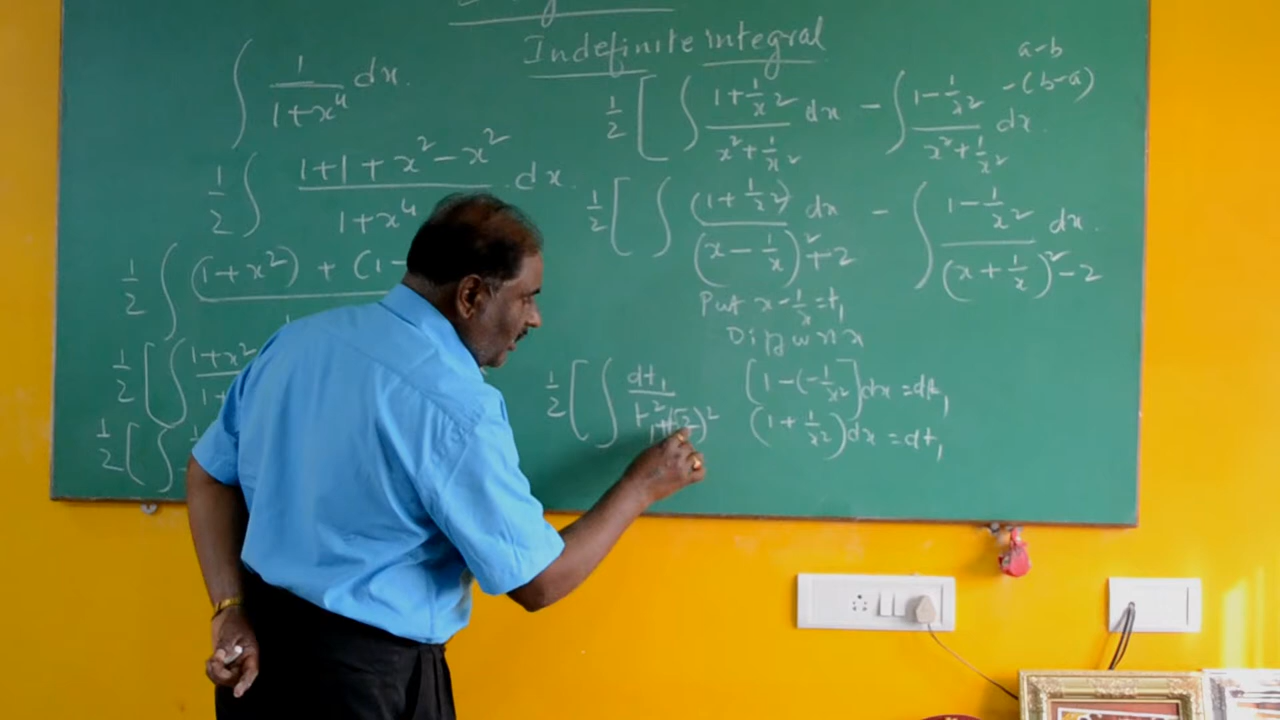 Indefinite integral
∫ 1/(1+x⁴) dx.
1/2 ∫ (1+1+x²-x²)/(1+x⁴) dx.
1/2 ∫ (1+x²) + (1-
1/2 [ ∫ 1+x²
1/2 [ ∫
a-b
-(b-a)
1/2 [ ∫ (1+1/x²)/(x²+1/x²) dx - ∫ (1-1/x²)/(x²+1/x²) dx.
1/2 [ ∫ (1+1/x²)/((x-1/x)²+2) dx - ∫ (1-1/x²)/((x+1/x)²-2) dx.
Put x-1/x=t₁
Diff w r x
[1-(-1/x²)]dx=dt₁
(1+1/x²)dx=dt₁
1/2 [ ∫ dt₁/(t₁²+(√2)²)